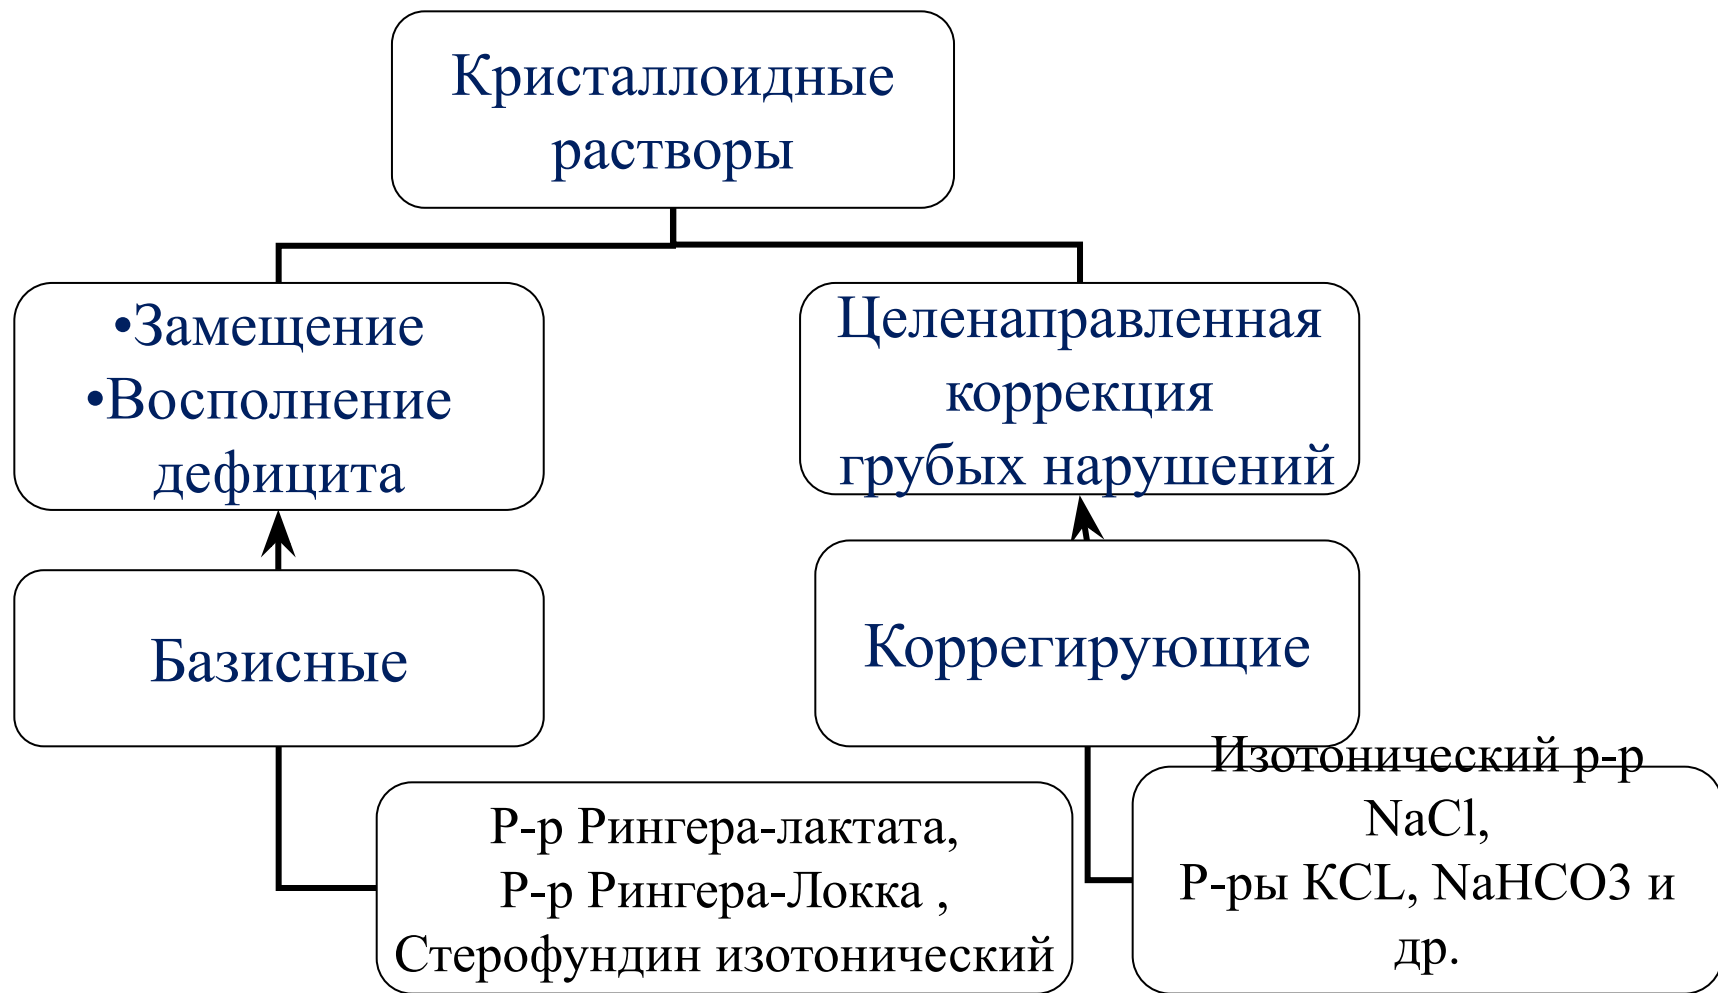 Кристаллоидные
растворы
•Замещение
•Восполнение
дефицита
Целенаправленная
коррекция
грубых нарушений
Базисные
Коррегирующие
Р-р Рингера-лактата,
Р-р Рингера-Локка ,
Стерофундин изотонический
Изотонический р-р
NaCl,
Р-ры KCL, NaHCO3 и
др.